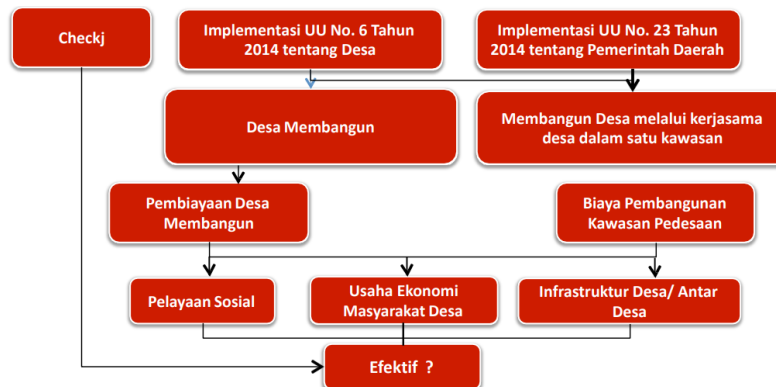 Checkj
Implementasi UU No. 6 Tahun
2014 tentang Desa
Implementasi UU No. 23 Tahun
2014 tentang Pemerintah Daerah
Desa Membangun
Membangun Desa melalui kerjasama
desa dalam satu kawasan
Pembiayaan Desa
Membangun
Biaya Pembangunan
Kawasan Pedesaan
Pelayaan Sosial
Usaha Ekonomi
Masyarakat Desa
Infrastruktur Desa/ Antar
Desa
Efektif ?